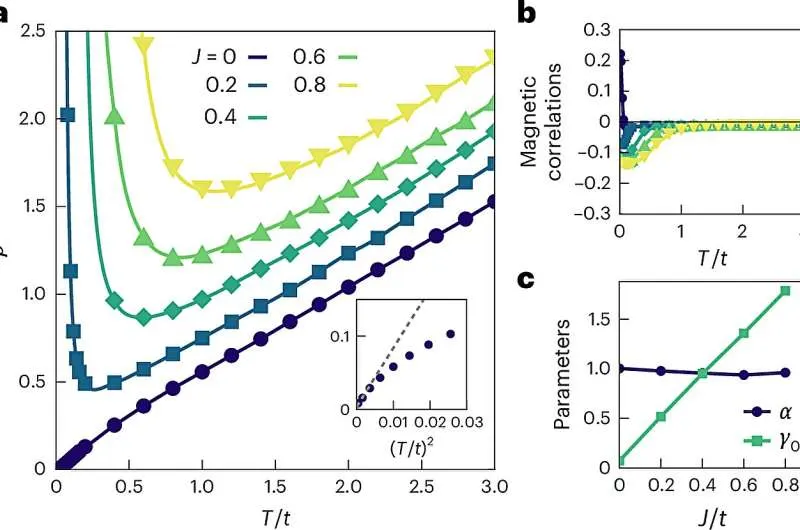 a
2.5
2.0
1.5
1.0
0.5
0
J = 0
0.6
0.2
0.8
0.4
0.1
0
0 0.01 0.02 0.03
(T/t)²
0 0.5 1.0 1.5 2.0 2.5 3.0
T/t
b
Magnetic
correlations
0.3
0.2
0.1
0
–0.1
–0.2
–0.3
0 1 2
T/t
c
Parameters
1.5
1.0
0.5
0
α
γ₀
0 0.2 0.4 0.6 0.8
J/t